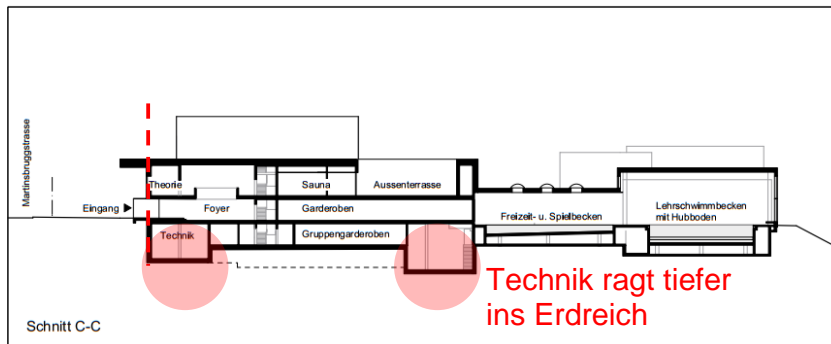 Martinsbruggstrasse
Theorie
Sauna
Aussenterrasse
Eingang
Foyer
Garderoben
Freizeit- u. Spielbecken
Lehrschwimmbecken
mit Hubboden
Technik
Gruppengarderoben
Technik ragt tiefer
ins Erdreich
Schnitt C-C